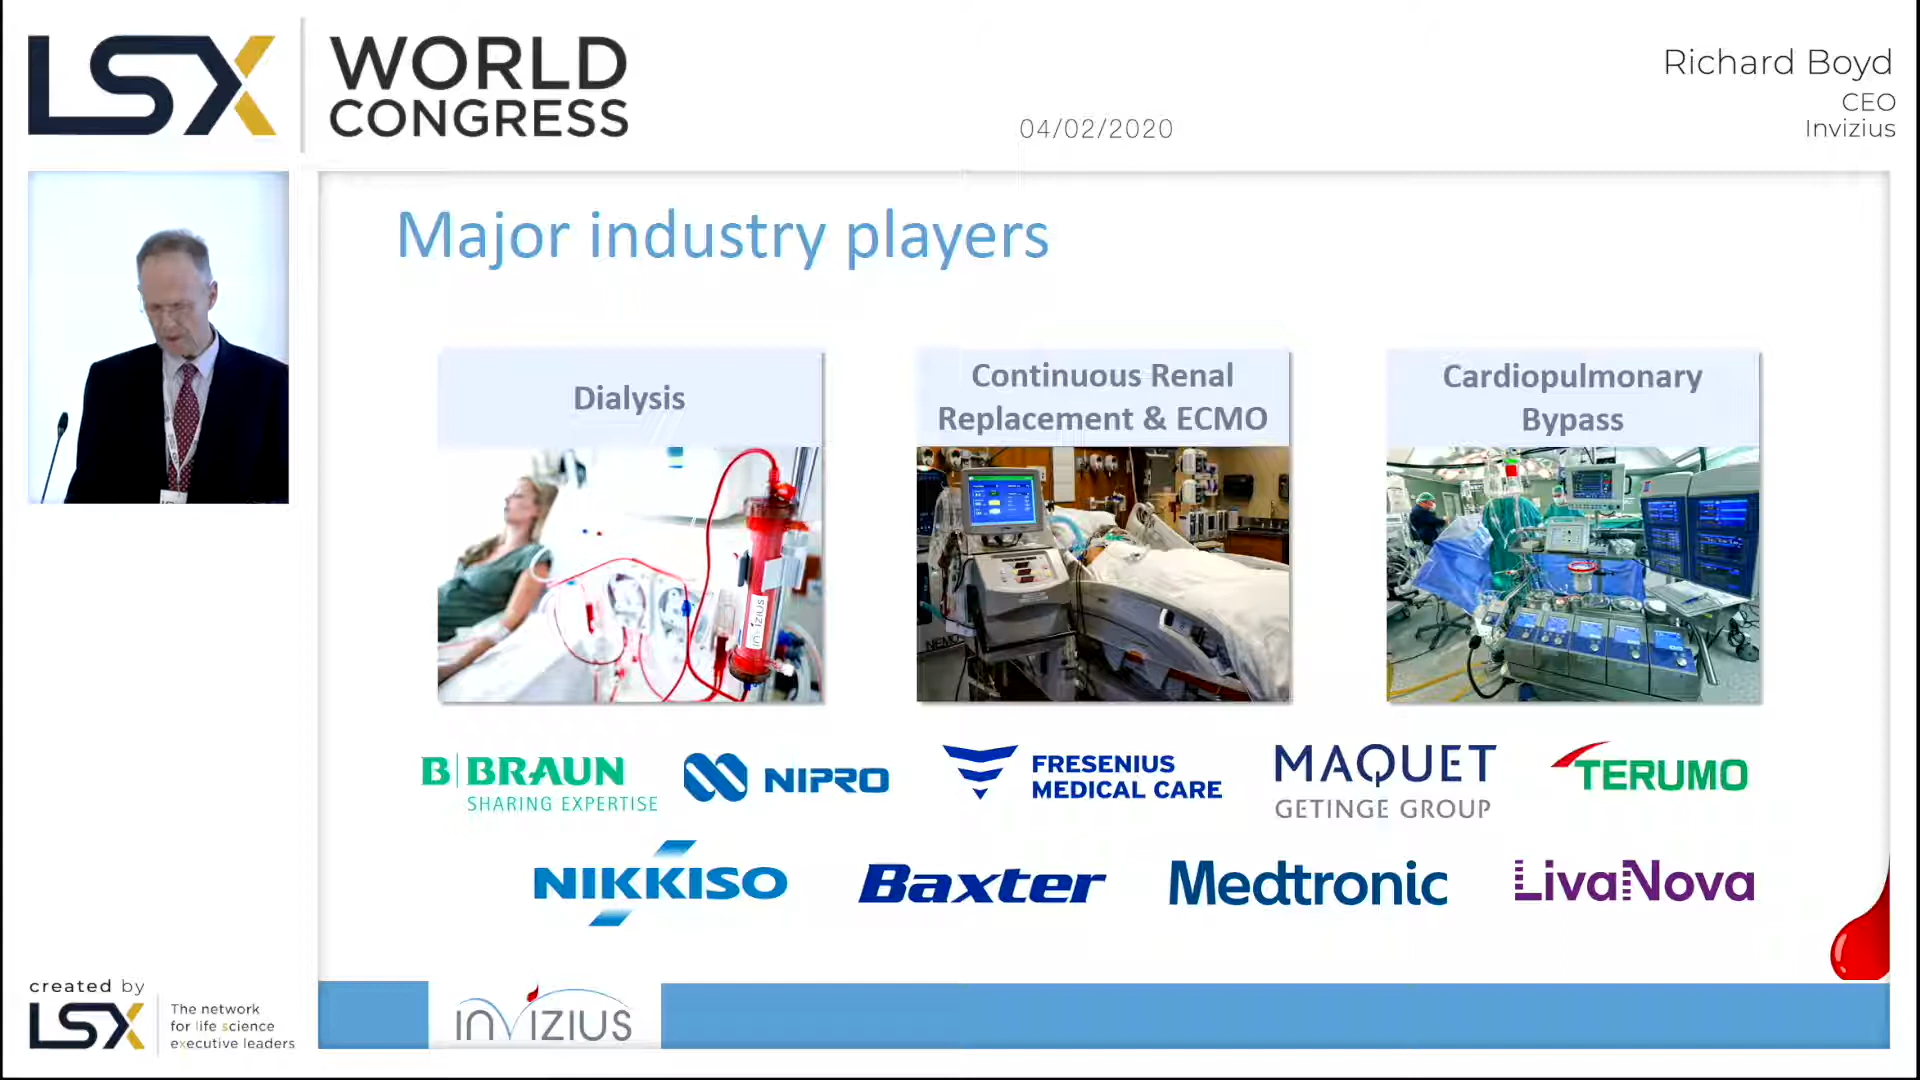 LSX
WORLD
CONGRESS
04/02/2020
Richard Boyd
CEO
Invizius
Major industry players
Dialysis
Continuous Renal
Replacement & ECMO
Cardiopulmonary
Bypass
invizius
B|BRAUN
SHARING EXPERTISE
NIPRO
FRESENIUS
MEDICAL CARE
MAQUET
GETINGE GROUP
TERUMO
NIKKISO
Baxter
Medtronic
LivaNova
created by
LSX
The network
for life science
executive leaders
INVIZIUS